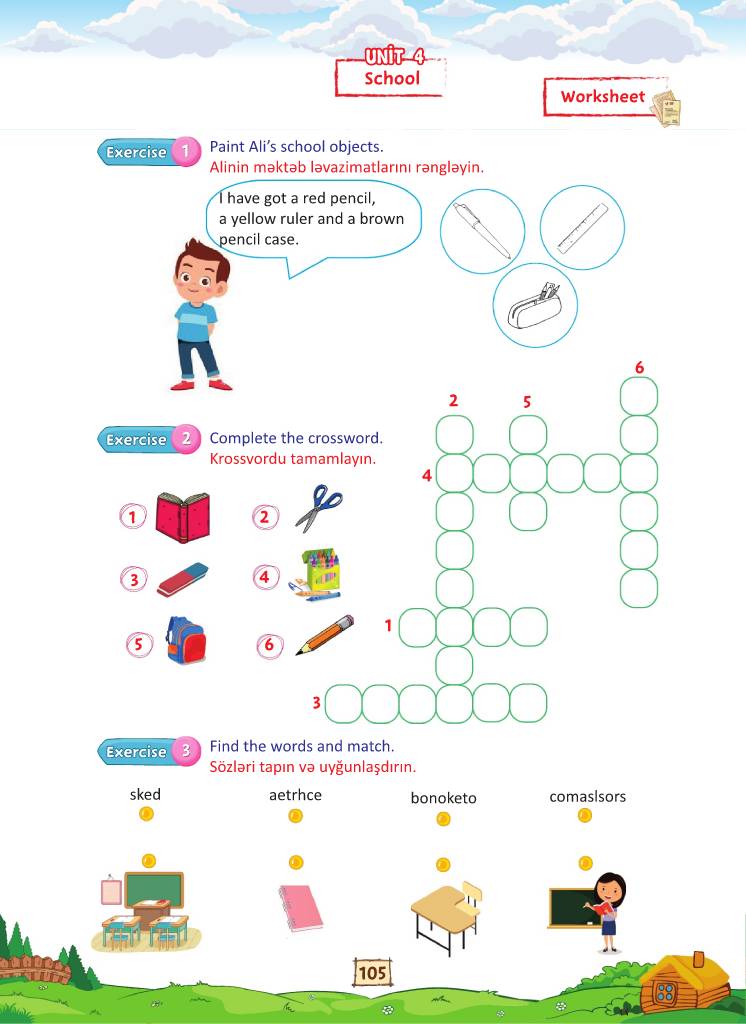 UNİT 4
School
Worksheet
Exercise 1
Paint Ali's school objects.
Alinin məktəb ləvazimatlarını rəngləyin.
I have got a red pencil,
a yellow ruler and a brown
pencil case.
Exercise 2
Complete the crossword.
Krossvordu tamamlayın.
6
2
5
4
1
2
3
4
5
6
1
3
Exercise 3
Find the words and match.
Sözləri tapın və uyğunlaşdırın.
sked
aetrhce
bonoketo
comaslsors
105